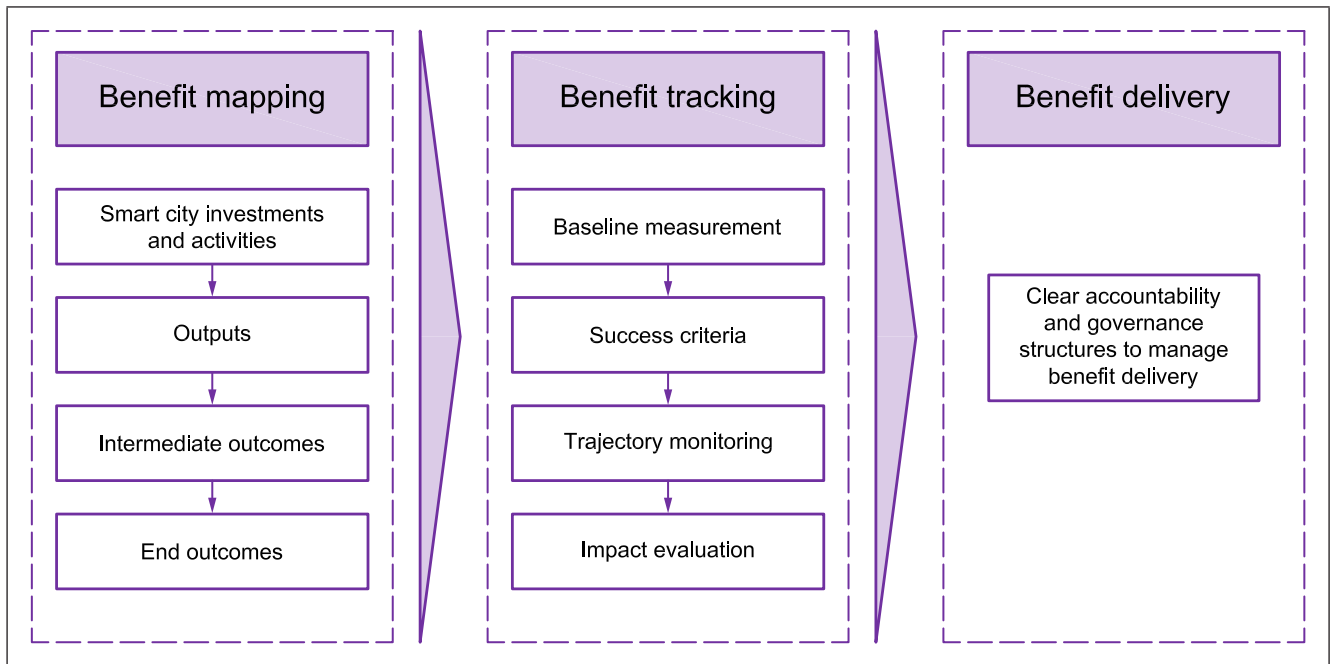 Benefit mapping
Smart city investments
and activities
Outputs
Intermediate outcomes
End outcomes
Benefit tracking
Baseline measurement
Success criteria
Trajectory monitoring
Impact evaluation
Benefit delivery
Clear accountability
and governance
structures to manage
benefit delivery